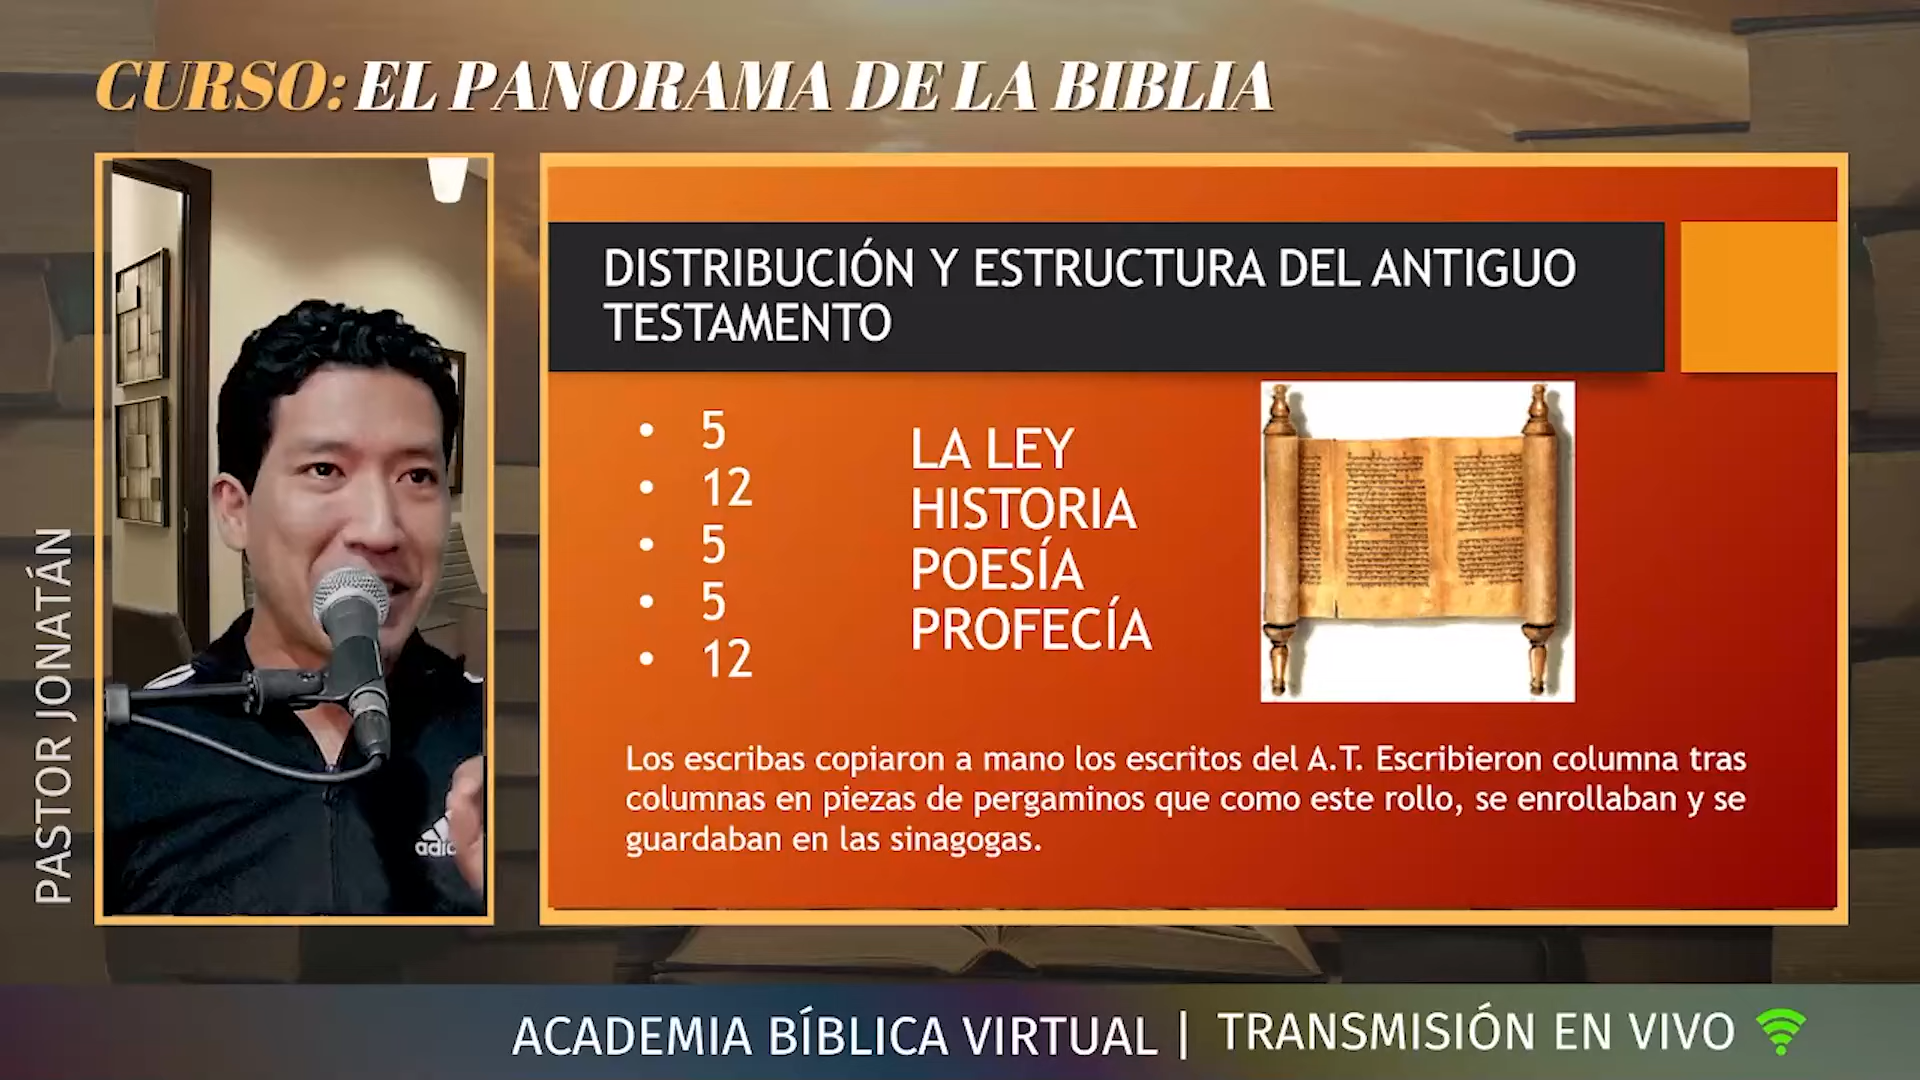 CURSO: EL PANORAMA DE LA BIBLIA
PASTOR JONATÁN
DISTRIBUCIÓN Y ESTRUCTURA DEL ANTIGUO
TESTAMENTO
• 5
• 12
• 5
• 5
• 12
LA LEY
HISTORIA
POESÍA
PROFECÍA
Los escribas copiaron a mano los escritos del A.T. Escribieron columna tras
columnas en piezas de pergaminos que como este rollo, se enrollaban y se
guardaban en las sinagogas.
ACADEMIA BÍBLICA VIRTUAL | TRANSMISIÓN EN VIVO